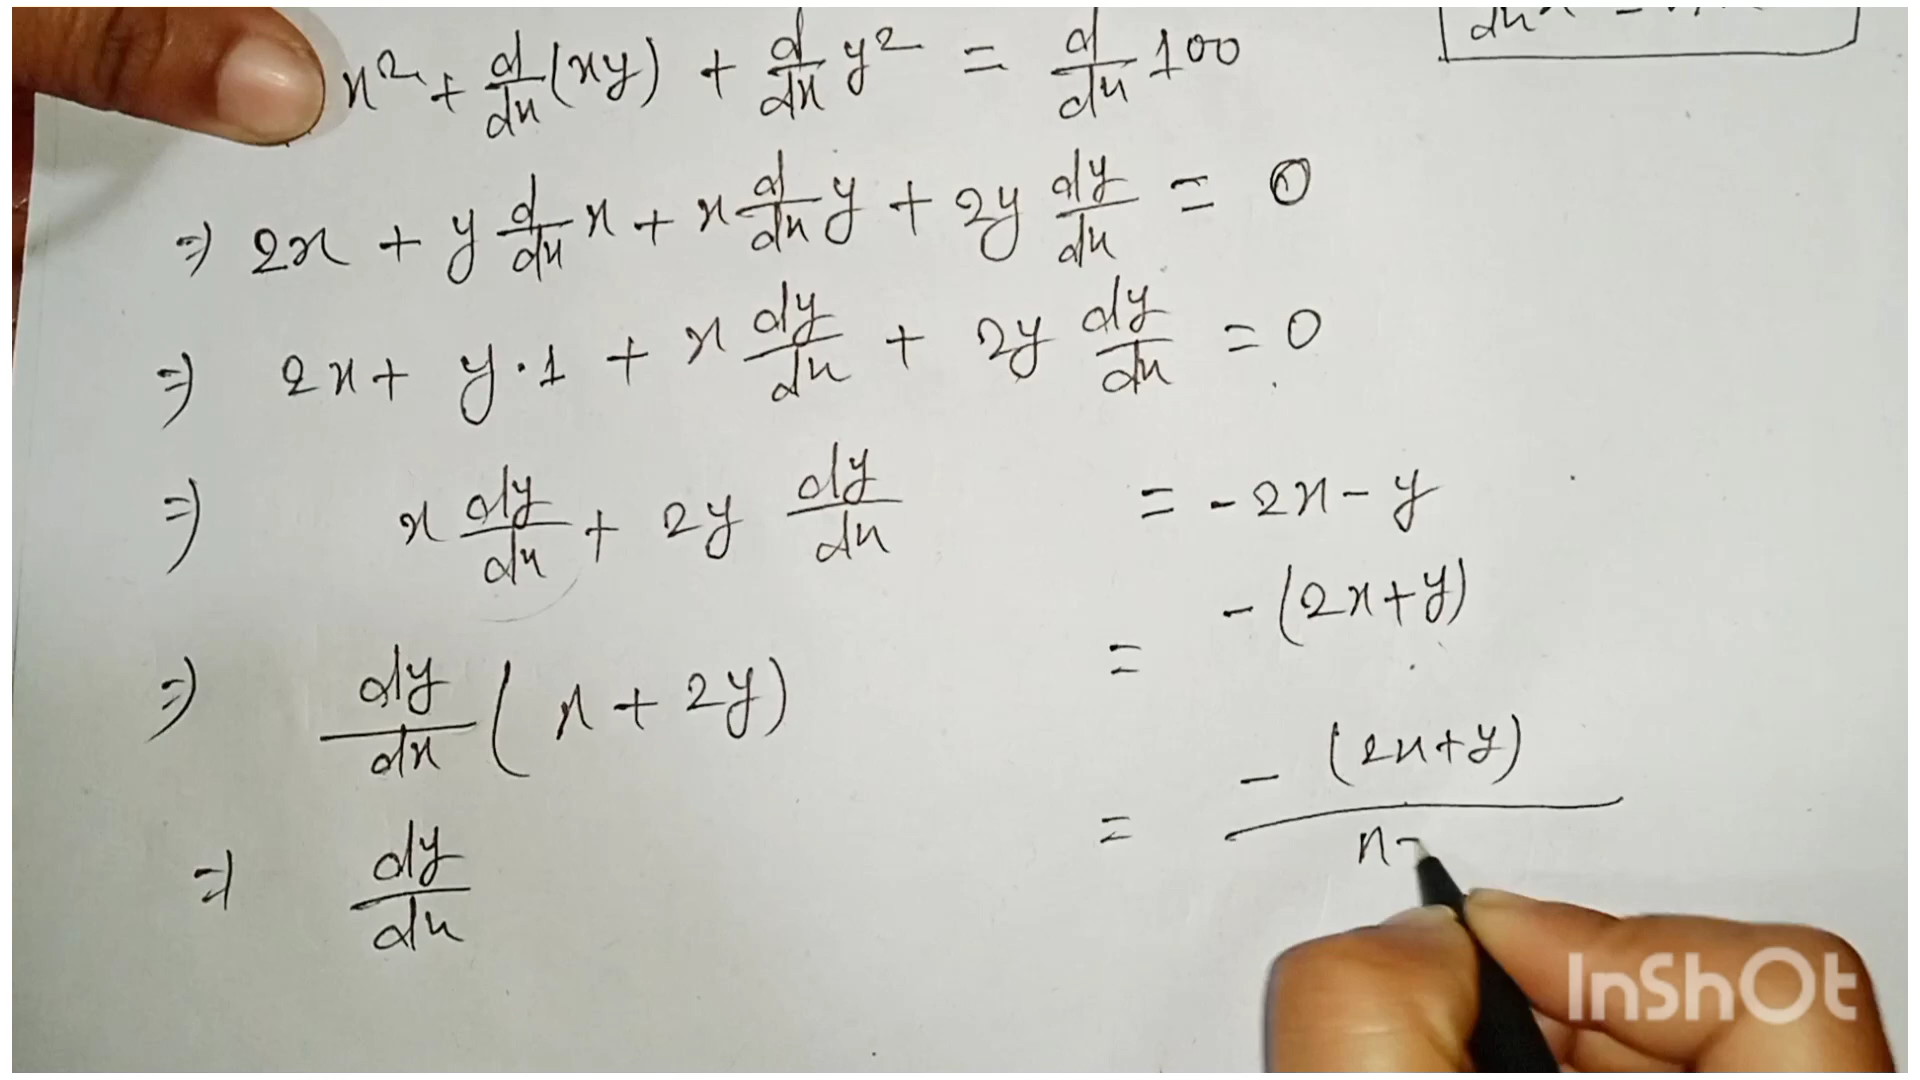 x² + d/dx (xy) + d/dx y² = d/dx 100
⇒ 2x + y d/dx x + x d/dx y + 2y dy/dx = 0
⇒ 2x + y·1 + x dy/dx + 2y dy/dx = 0
⇒ x dy/dx + 2y dy/dx = -2x - y
⇒ dy/dx (x + 2y) = -(2x+y)
⇒ dy/dx = -(2x+y)/x
InShOt